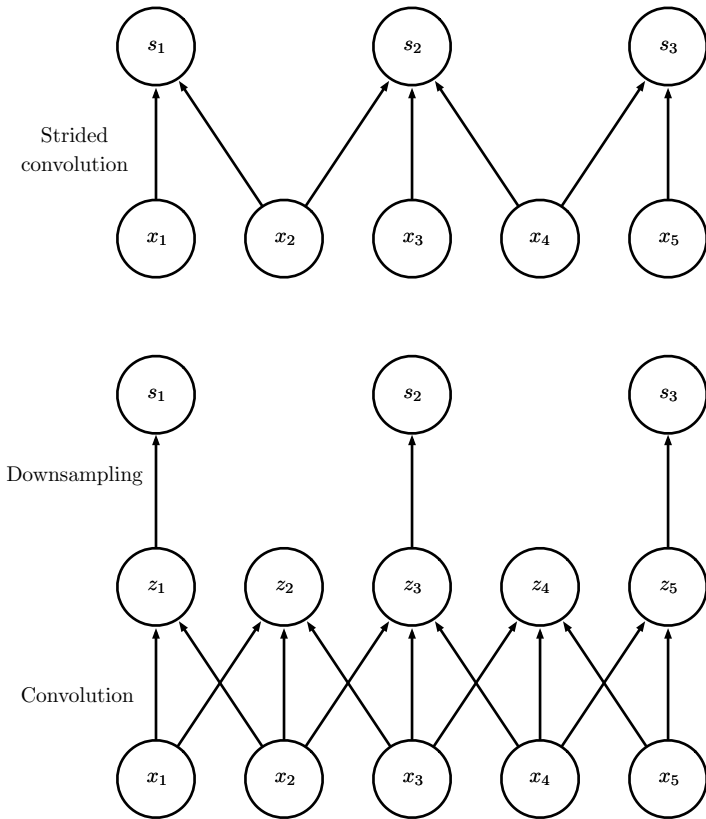 s₁ s₂ s₃
Strided
convolution
x₁ x₂ x₃ x₄ x₅
s₁ s₂ s₃
Downsampling
z₁ z₂ z₃ z₄ z₅
Convolution
x₁ x₂ x₃ x₄ x₅